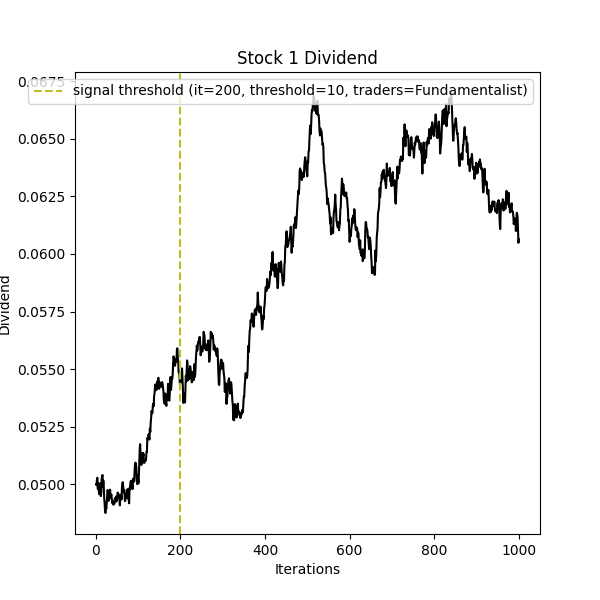 Stock 1 Dividend
signal threshold (it=200, threshold=10, traders=Fundamentalist)
0.0675
0.0650
0.0625
0.0600
0.0575
0.0550
0.0525
0.0500
Dividend
0 200 400 600 800 1000
Iterations